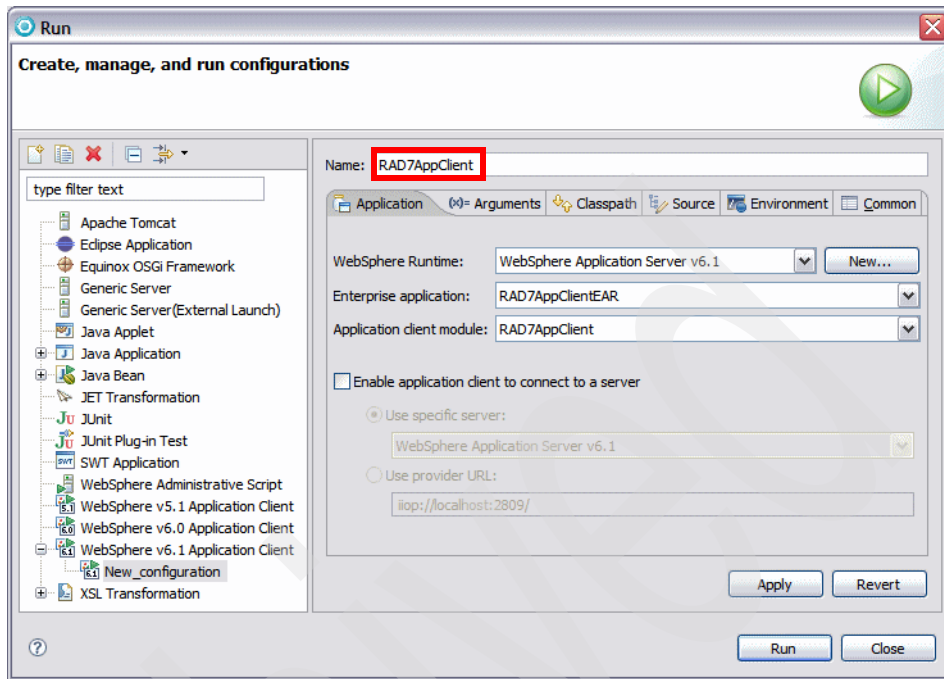 Run
Create, manage, and run configurations
type filter text
Apache Tomcat
Eclipse Application
Equinox OSGi Framework
Generic Server
Generic Server(External Launch)
Java Applet
Java Application
Java Bean
JET Transformation
JUnit
JUnit Plug-in Test
SWT Application
WebSphere Administrative Script
WebSphere v5.1 Application Client
WebSphere v6.0 Application Client
WebSphere v6.1 Application Client
New_configuration
XSL Transformation
Name: RAD7AppClient
Application (x)= Arguments Classpath Source Environment Common
WebSphere Runtime: WebSphere Application Server v6.1 New...
Enterprise application: RAD7AppClientEAR
Application client module: RAD7AppClient
Enable application client to connect to a server
Use specific server:
WebSphere Application Server v6.1
Use provider URL:
iiop://localhost:2809/
Apply Revert
? Run Close